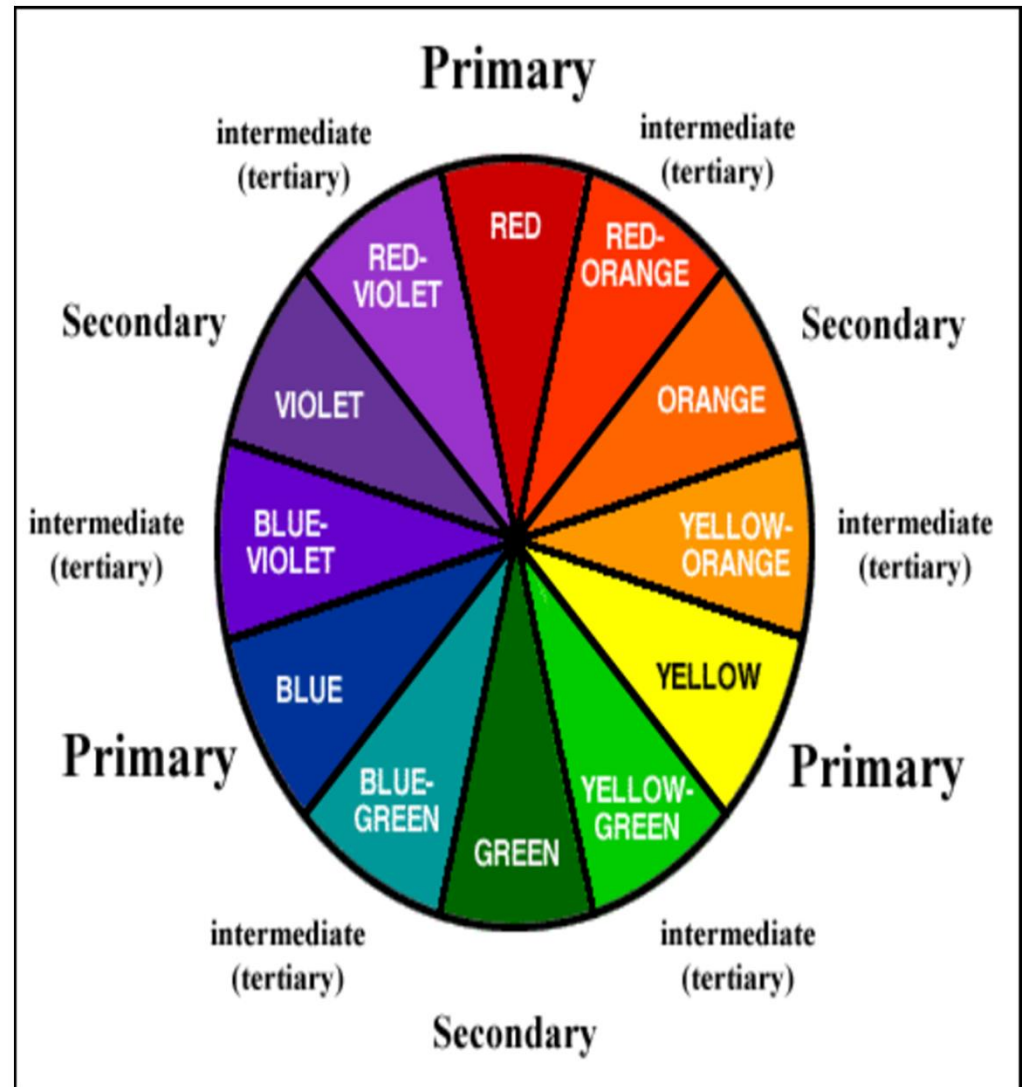 Primary
intermediate
(tertiary)
intermediate
(tertiary)
RED
RED-
VIOLET
RED-
ORANGE
Secondary
Secondary
VIOLET
ORANGE
intermediate
(tertiary)
BLUE-
VIOLET
YELLOW-
ORANGE
intermediate
(tertiary)
BLUE
YELLOW
Primary
Primary
BLUE-
GREEN
YELLOW-
GREEN
GREEN
intermediate
(tertiary)
intermediate
(tertiary)
Secondary